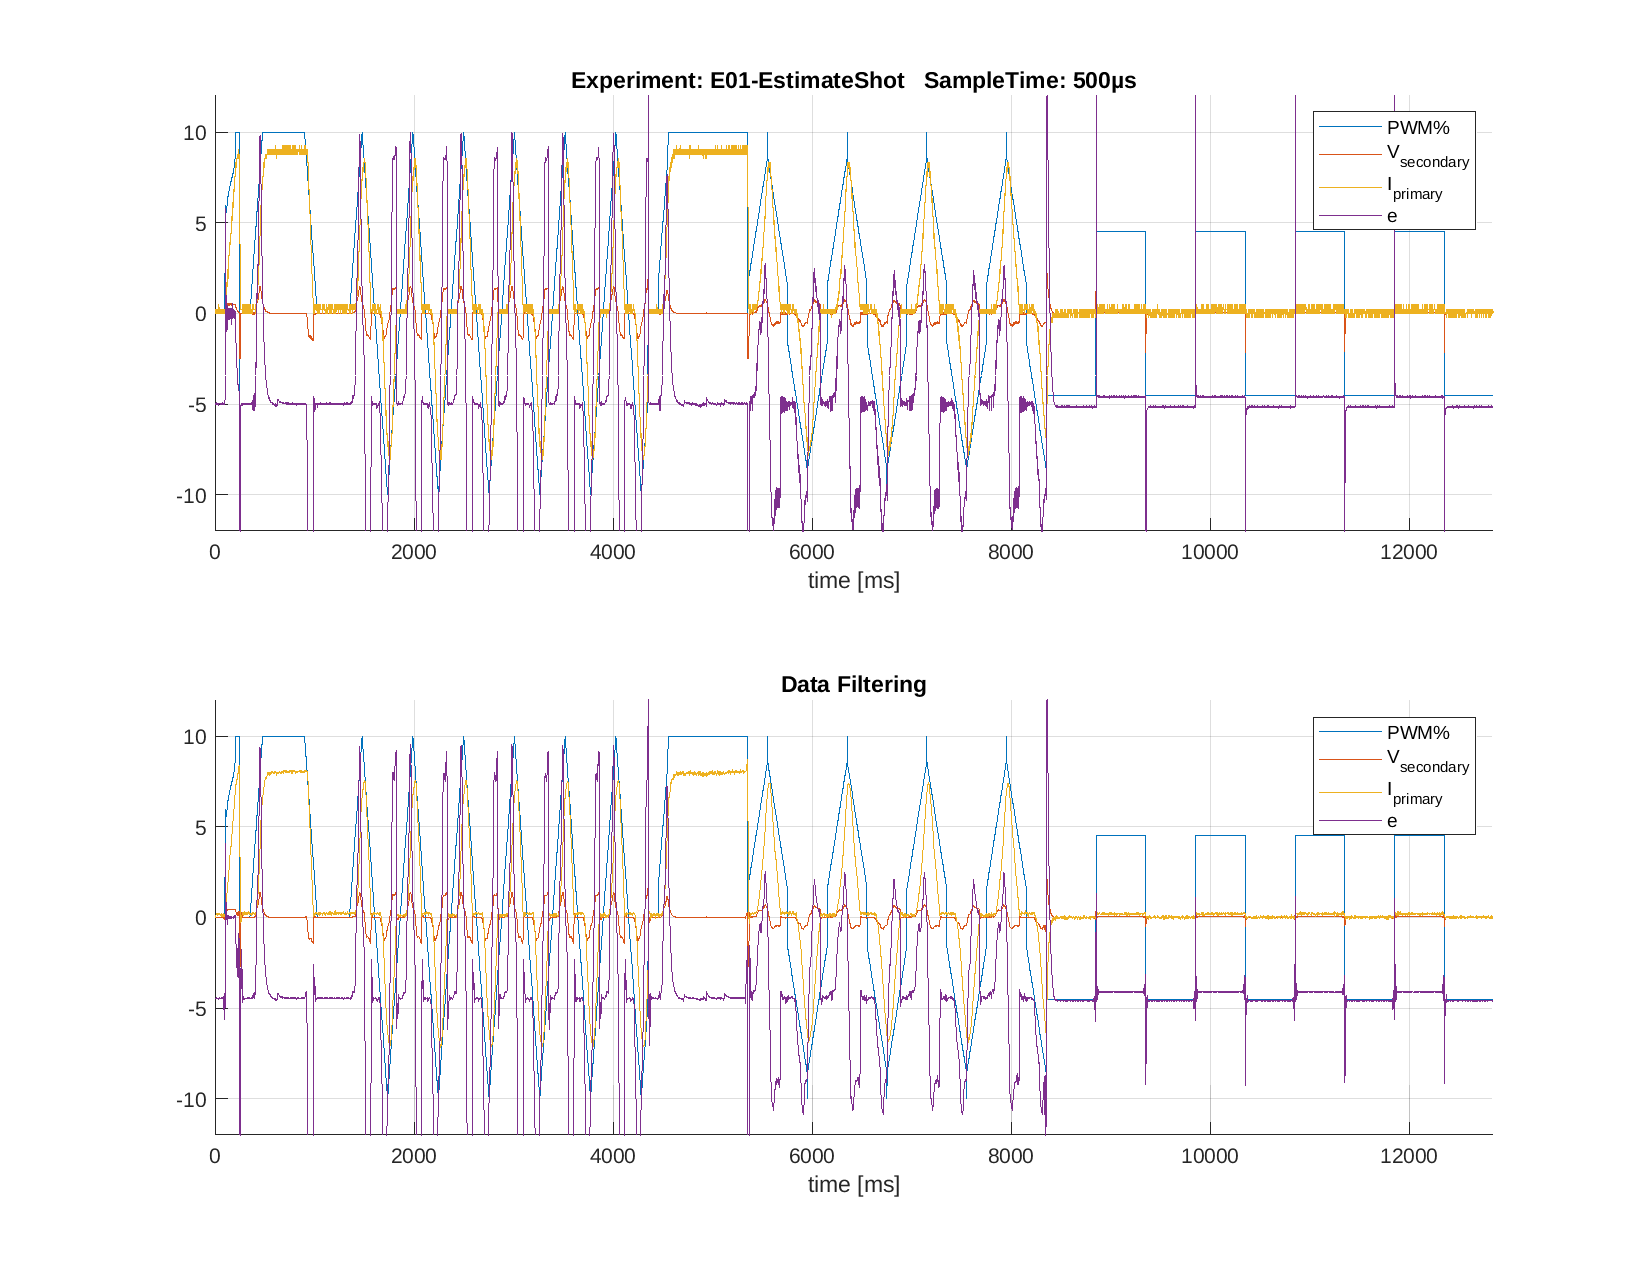 Experiment: E01-EstimateShot   SampleTime: 500µs
PWM%
Vsecondary
Iprimary
e
10
5
0
-5
-10
0 2000 4000 6000 8000 10000 12000
time [ms]
Data Filtering
PWM%
Vsecondary
Iprimary
e
10
5
0
-5
-10
0 2000 4000 6000 8000 10000 12000
time [ms]